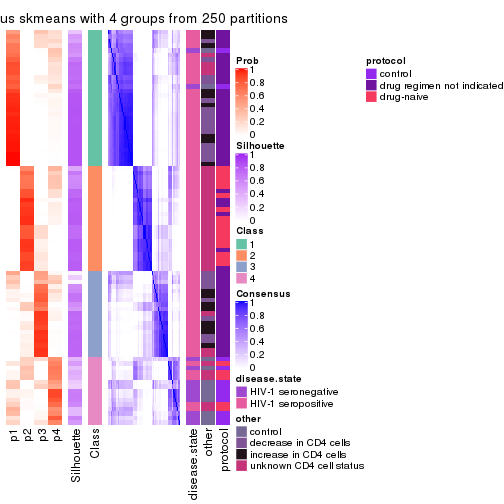 us skmeans with 4 groups from 250 partitions
Prob
1
0.8
0.6
0.4
0.2
0
Silhouette
1
0.8
0.6
0.4
0.2
0
Class
1
2
3
4
Consensus
1
0.8
0.6
0.4
0.2
0
disease.state
HIV-1 seronegative
HIV-1 seropositive
other
control
decrease in CD4 cells
increase in CD4 cells
unknown CD4 cell status
protocol
control
drug regimen not indicated
drug-naive
p1
p2
p3
p4
Silhouette
Class
disease.state
other
protocol